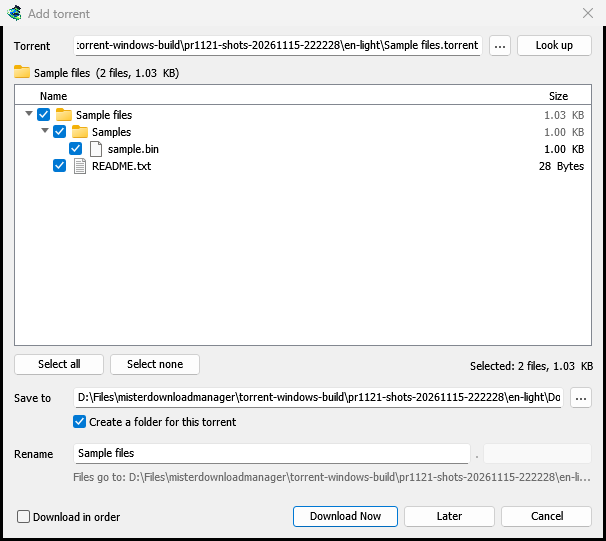 Add torrent
Torrent :orrent-windows-build\pr1121-shots-20261115-222228\en-light\Sample files.torrent ... Look up
Sample files (2 files, 1.03 KB)
Name Size
Sample files 1.03 KB
Samples 1.00 KB
sample.bin 1.00 KB
README.txt 28 Bytes
Select all Select none Selected: 2 files, 1.03 KB
Save to D:\Files\misterdownloadmanager\torrent-windows-build\pr1121-shots-20261115-222228\en-light\Do ...
Create a folder for this torrent
Rename Sample files .
Files go to: D:\Files\misterdownloadmanager\torrent-windows-build\pr1121-shots-20261115-222228\en-li...
Download in order Download Now Later Cancel